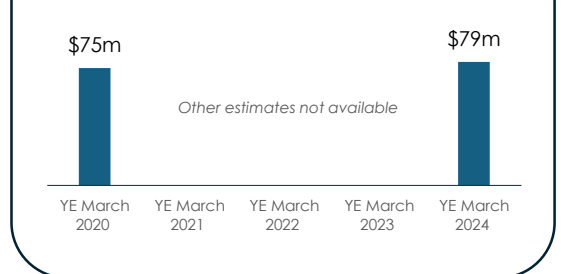 $75m
$79m
Other estimates not available
YE March 2020
YE March 2021
YE March 2022
YE March 2023
YE March 2024